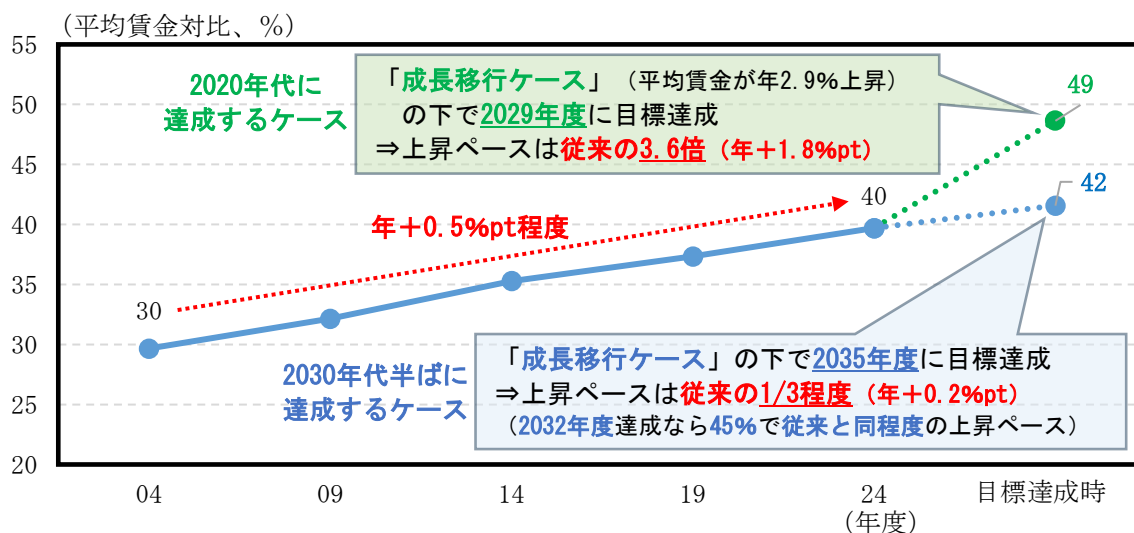 (平均賃金対比、%)
55
50
45
40
35
30
25
20
2020年代に
達成するケース
「成長移行ケース」（平均賃金が年2.9%上昇）
の下で2029年度に目標達成
⇒上昇ペースは従来の3.6倍（年＋1.8%pt）
49
42
40
年＋0.5%pt程度
30
2030年代半ばに
達成するケース
「成長移行ケース」の下で2035年度に目標達成
⇒上昇ペースは従来の1/3程度（年＋0.2%pt）
（2032年度達成なら45%で従来と同程度の上昇ペース）
04 09 14 19 24 目標達成時
(年度)